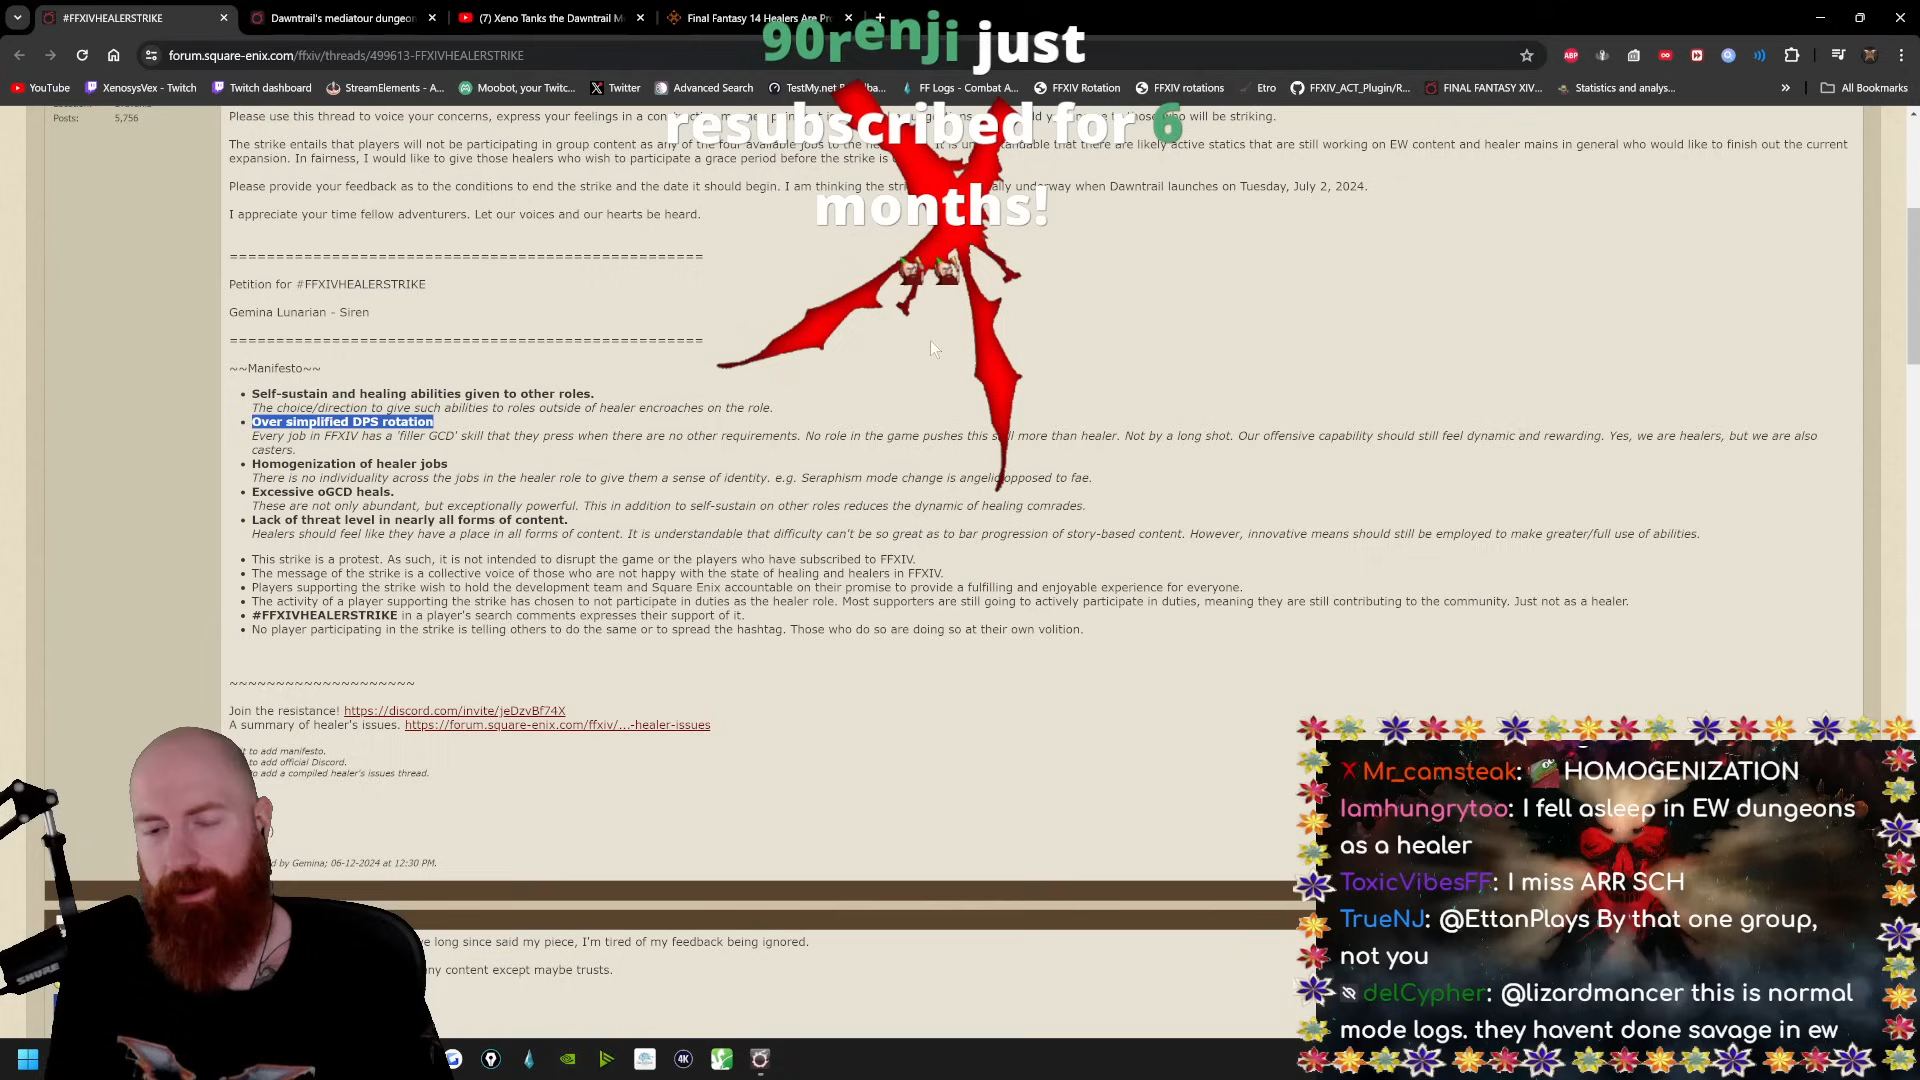 #FFXIVHEALERSTRIKE
Dawntrail's mediatour dungeon
(7) Xeno Tanks the Dawntrail M
Final Fantasy 14 Healers Are Pr
forum.square-enix.com/ffxiv/threads/499613-FFXIVHEALERSTRIKE
YouTube
XenosysVex - Twitch
Twitch dashboard
StreamElements - A...
Moobot, your Twitc...
Twitter
Advanced Search
TestMy.net
FF Logs - Combat A...
FFXIV Rotation
FFXIV rotations
Etro
FFXIV_ACT_Plugin/R...
FINAL FANTASY XIV...
Statistics and analys...
All Bookmarks
90renji just
resubscribed for 6
months!
Posts: 5,756
Please use this thread to voice your concerns, express your feelings in a
will be striking.
The strike entails that players will not be participating in group content as any of the four available jobs to the
that there are likely active statics that are still working on EW content and healer mains in general who would like to finish out the current
expansion. In fairness, I would like to give those healers who wish to participate a grace period before the strike is
Please provide your feedback as to the conditions to end the strike and the date it should begin. I am thinking the
underway when Dawntrail launches on Tuesday, July 2, 2024.
I appreciate your time fellow adventurers. Let our voices and our hearts be heard.
=================================================
Petition for #FFXIVHEALERSTRIKE
Gemina Lunarian - Siren
=================================================
~~Manifesto~~
• Self-sustain and healing abilities given to other roles.
The choice/direction to give such abilities to roles outside of healer encroaches on the role.
• Over simplified DPS rotation
Every job in FFXIV has a 'filler GCD' skill that they press when there are no other requirements. No role in the game pushes this skill more than healer. Not by a long shot. Our offensive capability should still feel dynamic and rewarding. Yes, we are healers, but we are also
casters.
• Homogenization of healer jobs
There is no individuality across the jobs in the healer role to give them a sense of identity. e.g. Seraphism mode change is angelic opposed to fae.
• Excessive oGCD heals.
These are not only abundant, but exceptionally powerful. This in addition to self-sustain on other roles reduces the dynamic of healing comrades.
• Lack of threat level in nearly all forms of content.
Healers should feel like they have a place in all forms of content. It is understandable that difficulty can't be so great as to bar progression of story-based content. However, innovative means should still be employed to make greater/full use of abilities.
• This strike is a protest. As such, it is not intended to disrupt the game or the players who have subscribed to FFXIV.
• The message of the strike is a collective voice of those who are not happy with the state of healing and healers in FFXIV.
• Players supporting the strike wish to hold the development team and Square Enix accountable on their promise to provide a fulfilling and enjoyable experience for everyone.
• The activity of a player supporting the strike has chosen to not participate in duties as the healer role. Most supporters are still going to actively participate in duties, meaning they are still contributing to the community. Just not as a healer.
• #FFXIVHEALERSTRIKE in a player's search comments expresses their support of it.
• No player participating in the strike is telling others to do the same or to spread the hashtag. Those who do so are doing so at their own volition.
~~~~~~~~~~~~~~~~~~~
Join the resistance! https://discord.com/invite/jeDzvBf74X
A summary of healer's issues. https://forum.square-enix.com/ffxiv/...-healer-issues
to add manifesto.
to add official Discord.
to add a compiled healer's issues thread.
by Gemina; 06-12-2024 at 12:30 PM.
long since said my piece, I'm tired of my feedback being ignored.
content except maybe trusts.
SHURE
Mr_camsteak: HOMOGENIZATION
Iamhungrytoo: I fell asleep in EW dungeons
as a healer
ToxicVibesFF: I miss ARR SCH
TrueNJ: @EttanPlays By that one group,
not you
delCypher: @lizardmancer this is normal
mode logs. they havent done savage in ew
4K